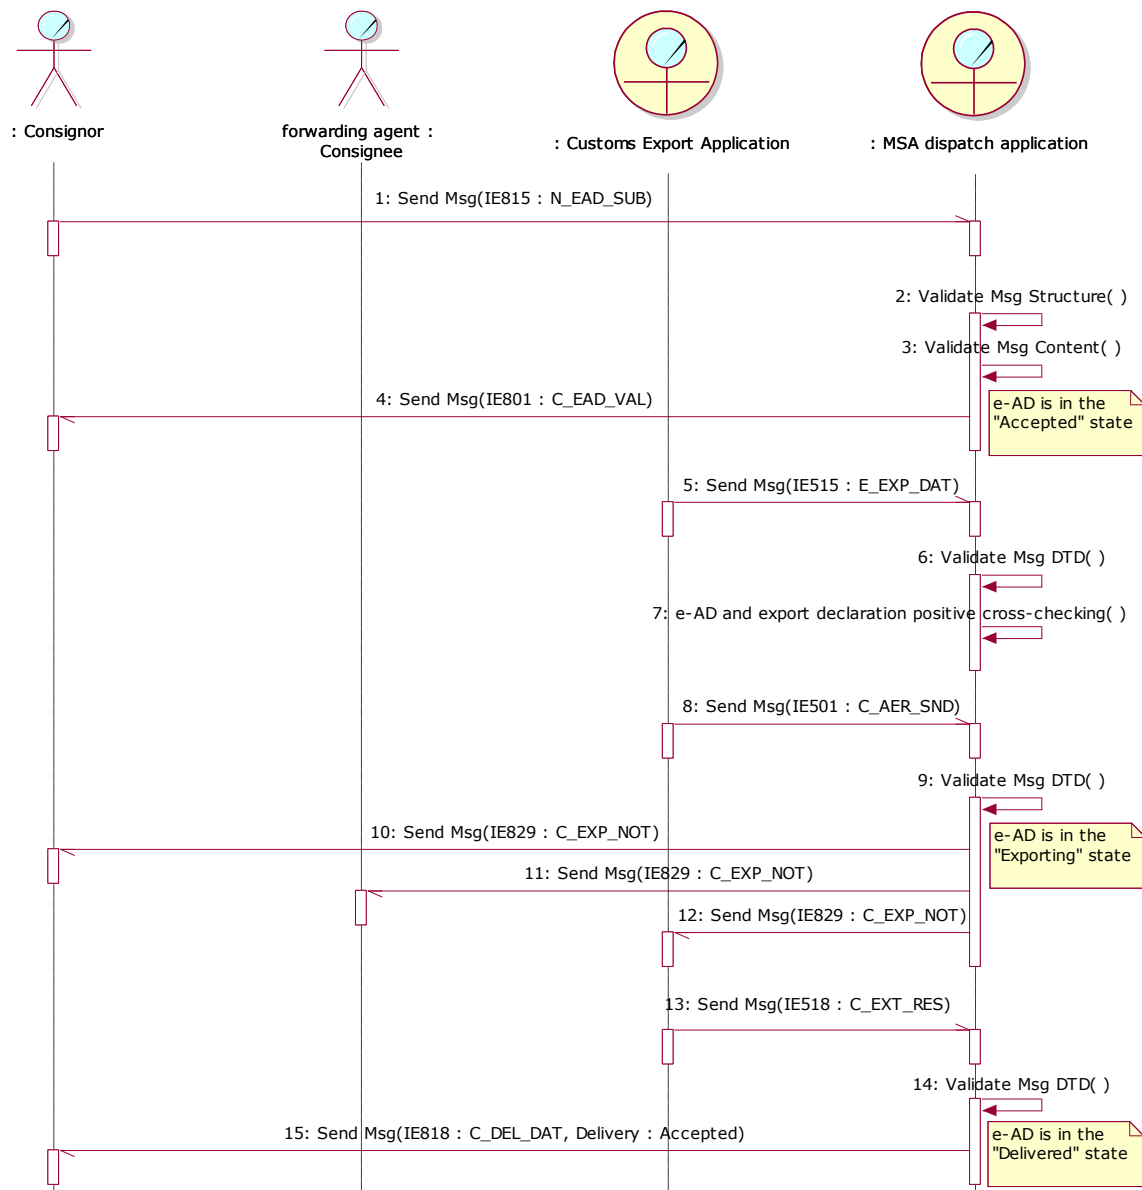 : Consignor
forwarding agent :
Consignee
: Customs Export Application
: MSA dispatch application
1: Send Msg(IE815 : N_EAD_SUB)
2: Validate Msg Structure( )
3: Validate Msg Content( )
4: Send Msg(IE801 : C_EAD_VAL)
e-AD is in the
"Accepted" state
5: Send Msg(IE515 : E_EXP_DAT)
6: Validate Msg DTD( )
7: e-AD and export declaration positive cross-checking( )
8: Send Msg(IE501 : C_AER_SND)
9: Validate Msg DTD( )
10: Send Msg(IE829 : C_EXP_NOT)
e-AD is in the
"Exporting" state
11: Send Msg(IE829 : C_EXP_NOT)
12: Send Msg(IE829 : C_EXP_NOT)
13: Send Msg(IE518 : C_EXT_RES)
14: Validate Msg DTD( )
15: Send Msg(IE818 : C_DEL_DAT, Delivery : Accepted)
e-AD is in the
"Delivered" state